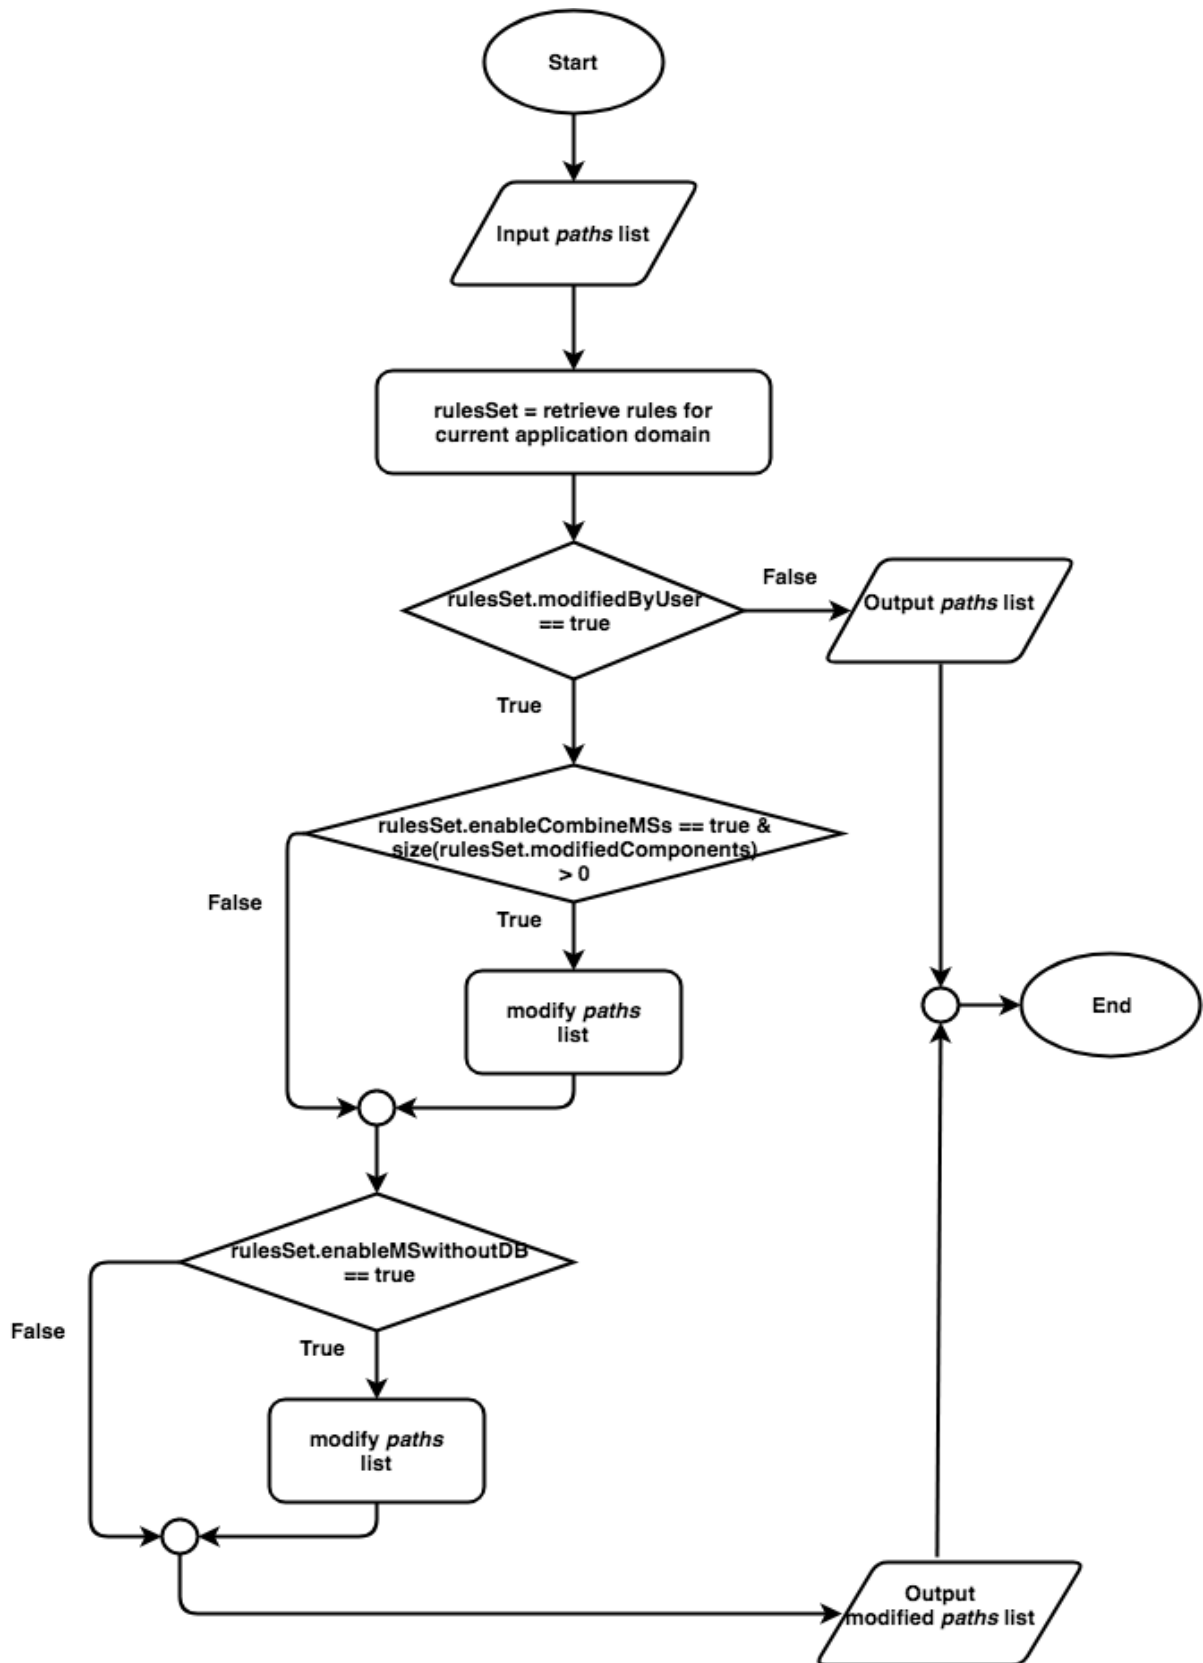 Start
Input paths list
rulesSet = retrieve rules for
current application domain
rulesSet.modifiedByUser
== true
False
Output paths list
True
rulesSet.enableCombineMSs == true &
size(rulesSet.modifiedComponents)
> 0
False
True
modify paths
list
End
rulesSet.enableMSwithoutDB
== true
False
True
modify paths
list
Output
modified paths list